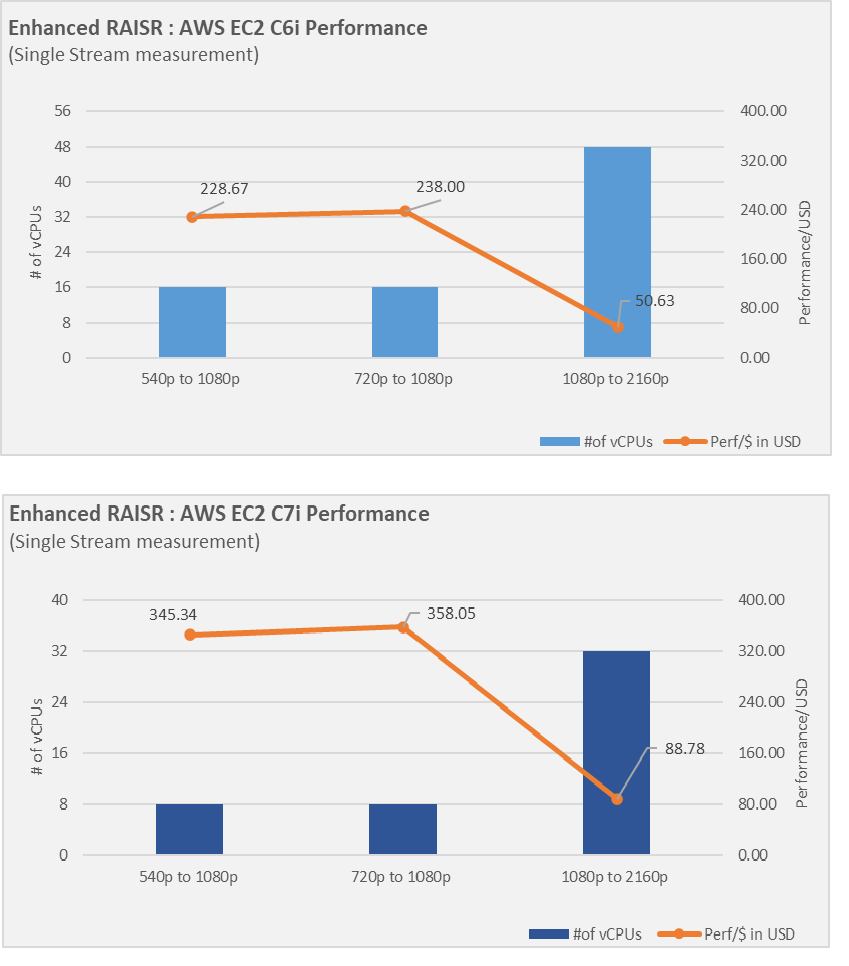 Enhanced RAISR : AWS EC2 C6i Performance
(Single Stream measurement)
56
48
40
32
24
16
8
0
# of vCPUs
400.00
320.00
240.00
160.00
80.00
0.00
Performance/USD
228.67
238.00
50.63
540p to 1080p
720p to 1080p
1080p to 2160p
#of vCPUs
Perf/$ in USD
Enhanced RAISR : AWS EC2 C7i Performance
(Single Stream measurement)
40
32
24
16
8
0
# of vCPUs
400.00
320.00
240.00
160.00
80.00
0.00
Performance/USD
345.34
358.05
88.78
540p to 1080p
720p to 1080p
1080p to 2160p
#of vCPUs
Perf/$ in USD